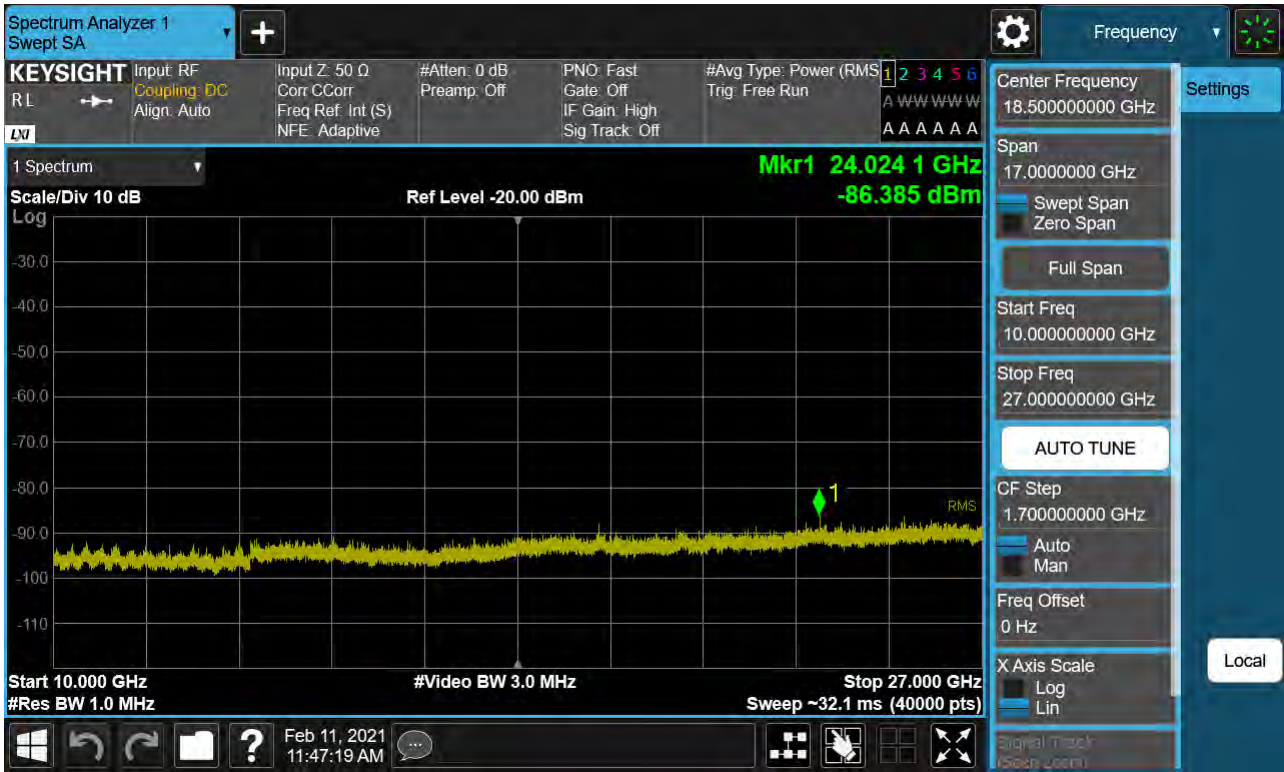 Spectrum Analyzer 1
Swept SA
+
Frequency
KEYSIGHT
RL
LXI
Input: RF
Coupling: DC
Align: Auto
Input Z: 50 Ω
Corr CCorr
Freq Ref: Int (S)
NFE: Adaptive
#Atten: 0 dB
Preamp: Off
PNO: Fast
Gate: Off
IF Gain: High
Sig Track: Off
#Avg Type: Power (RMS
Trig: Free Run
1 2 3 4 5 6
A W W W W W
A A A A A A
1 Spectrum
Scale/Div 10 dB
Log
Ref Level -20.00 dBm
Mkr1 24.024 1 GHz
-86.385 dBm
-30.0
-40.0
-50.0
-60.0
-70.0
-80.0
-90.0
-100
-110
1
RMS
Start 10.000 GHz
#Res BW 1.0 MHz
#Video BW 3.0 MHz
Stop 27.000 GHz
Sweep ~32.1 ms (40000 pts)
?
Feb 11, 2021
11:47:19 AM
Center Frequency
18.500000000 GHz
Span
17.0000000 GHz
Swept Span
Zero Span
Full Span
Start Freq
10.000000000 GHz
Stop Freq
27.000000000 GHz
AUTO TUNE
CF Step
1.700000000 GHz
Auto
Man
Freq Offset
0 Hz
X Axis Scale
Log
Lin
Signal Track
(Span Zoom)
Settings
Local